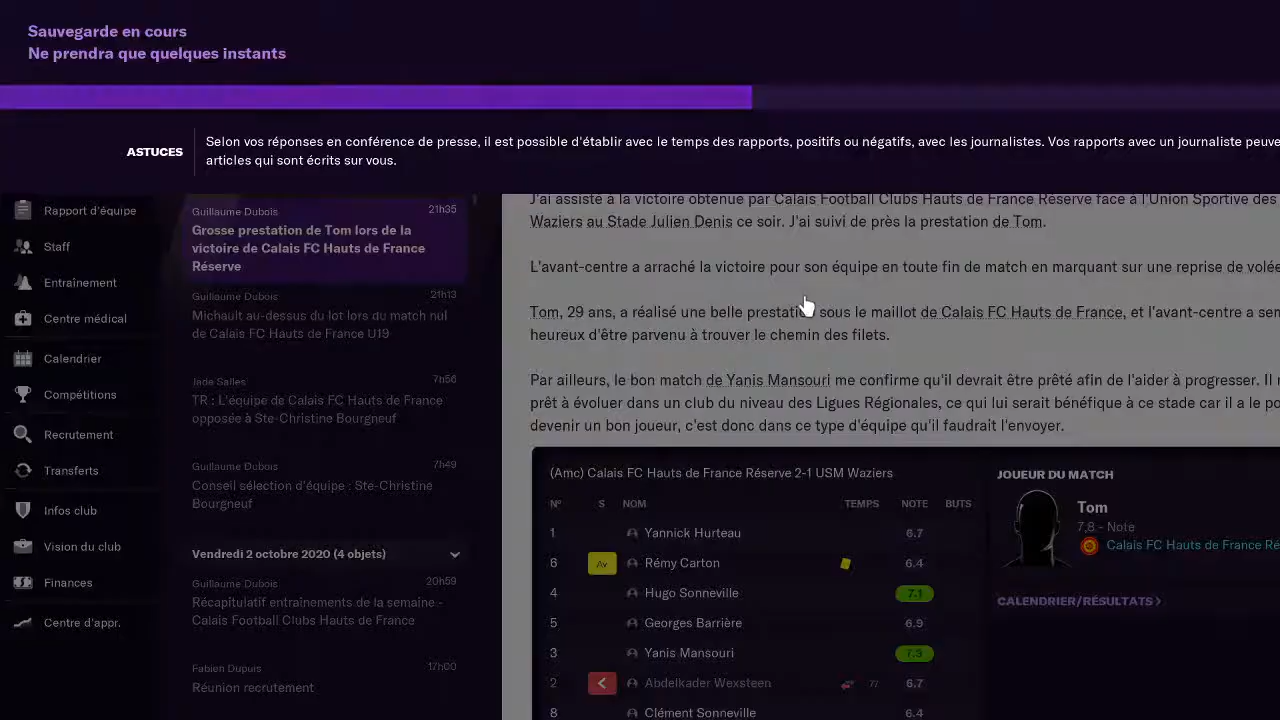 Sauvegarde en cours
Ne prendra que quelques instants
ASTUCES
Selon vos réponses en conférence de presse, il est possible d'établir avec le temps des rapports, positifs ou négatifs, avec les journalistes. Vos rapports avec un journaliste peuve
articles qui sont écrits sur vous.
Rapport d'équipe
Staff
Entraînement
Centre médical
Calendrier
Compétitions
Recrutement
Transferts
Infos club
Vision du club
Finances
Centre d'appr.
Guillaume Dubois 21h35
Grosse prestation de Tom lors de la
victoire de Calais FC Hauts de France
Réserve
Guillaume Dubois 21h13
Michault au-dessus du lot lors du match nul
de Calais FC Hauts de France U19
Jade Salles 7h56
TR : L'équipe de Calais FC Hauts de France
opposée à Ste-Christine Bourgneuf
Guillaume Dubois 7h49
Conseil sélection d'équipe : Ste-Christine
Bourgneuf
Vendredi 2 octobre 2020 (4 objets)
Guillaume Dubois 20h59
Récapitulatif entraînements de la semaine -
Calais Football Clubs Hauts de France
Fabien Dupuis 17h00
Réunion recrutement
J'ai assisté à la victoire obtenue par Calais Football Clubs Hauts de France Réserve face à l'Union Sportive des
Waziers au Stade Julien Denis ce soir. J'ai suivi de près la prestation de Tom.
L'avant-centre a arraché la victoire pour son équipe en toute fin de match en marquant sur une reprise de volée
Tom, 29 ans, a réalisé une belle prestation sous le maillot de Calais FC Hauts de France, et l'avant-centre a sem
heureux d'être parvenu à trouver le chemin des filets.
Par ailleurs, le bon match de Yanis Mansouri me confirme qu'il devrait être prêté afin de l'aider à progresser. Il
prêt à évoluer dans un club du niveau des Ligues Régionales, ce qui lui serait bénéfique à ce stade car il a le po
devenir un bon joueur, c'est donc dans ce type d'équipe qu'il faudrait l'envoyer.
(Amc) Calais FC Hauts de France Réserve 2-1 USM Waziers
N° S NOM TEMPS NOTE BUTS
1 Yannick Hurteau 6.7
6 Av Rémy Carton 6.4
4 Hugo Sonneville 7.1
5 Georges Barrière 6.9
3 Yanis Mansouri 7.3
2 Abdelkader Wexsteen 77 6.7
8 Clément Sonneville 6.4
JOUEUR DU MATCH
Tom
7,8 - Note
Calais FC Hauts de France Ré
CALENDRIER/RÉSULTATS >